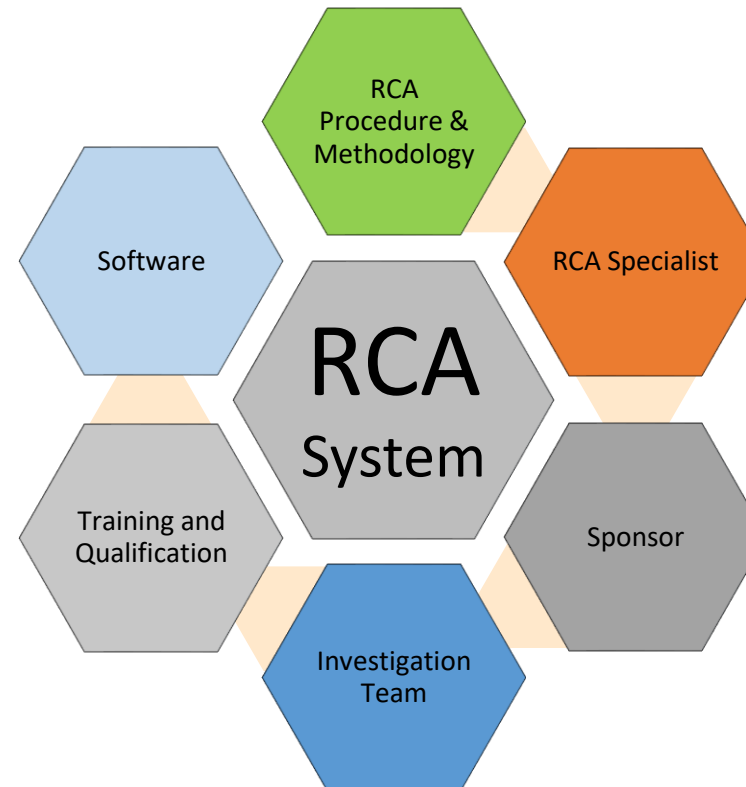 RCA
Procedure &
Methodology
Software
RCA Specialist
RCA
System
Training and
Qualification
Sponsor
Investigation
Team